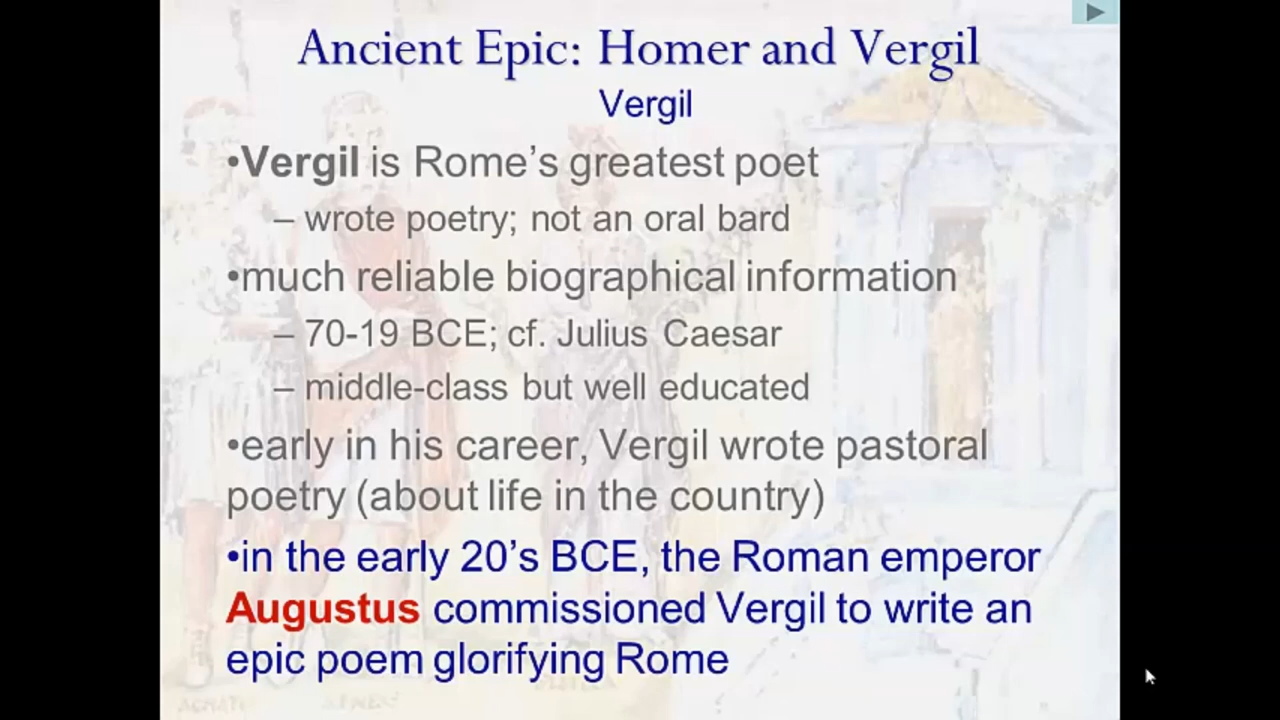 Ancient Epic: Homer and Vergil
Vergil
•Vergil is Rome's greatest poet
– wrote poetry; not an oral bard
•much reliable biographical information
– 70-19 BCE; cf. Julius Caesar
– middle-class but well educated
•early in his career, Vergil wrote pastoral
poetry (about life in the country)
•in the early 20's BCE, the Roman emperor
Augustus commissioned Vergil to write an
epic poem glorifying Rome